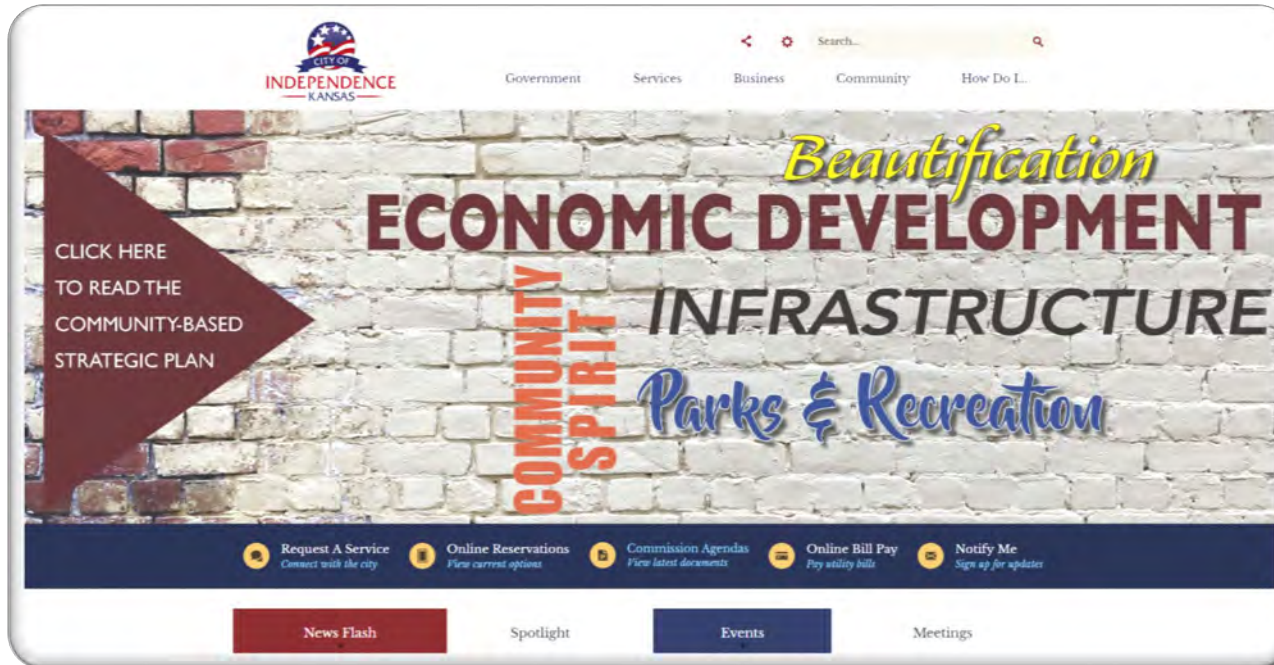 CITY OF
INDEPENDENCE
KANSAS
Search...
Government Services Business Community How Do I...
CLICK HERE
TO READ THE
COMMUNITY-BASED
STRATEGIC PLAN
Beautification
ECONOMIC DEVELOPMENT
COMMUNITY
SPIRIT
INFRASTRUCTURE
Parks & Recreation
Request A Service Online Reservations Commission Agendas Online Bill Pay Notify Me
Connect with the city View current options View latest documents Pay utility bills Sign up for updates
News Flash Spotlight Events Meetings